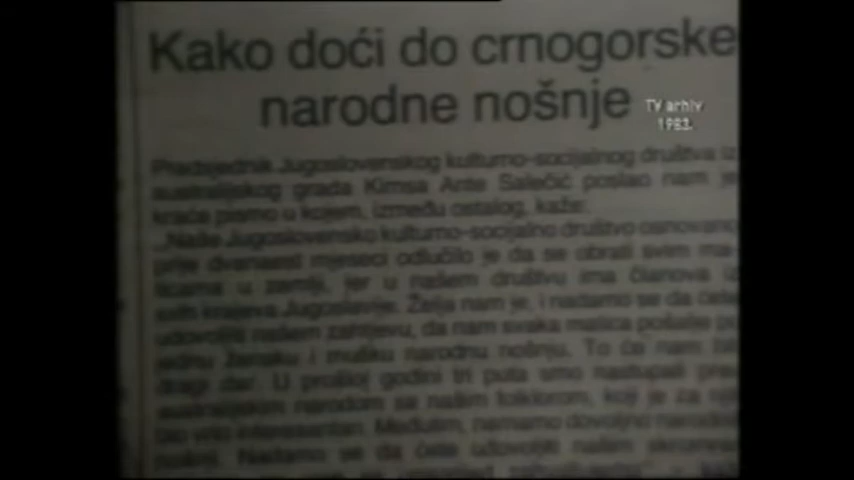 Kako doći do crnogorske
narodne nošnje
TV arhiv
1983.
Predsjednik Jugoslovenskog kulturno-socijalnog društva iz
australijskog grada Kimsa Ante Salečić poslao nam je
kraće pismo u kojem, između ostalog, kaže:
„Naše Jugoslovensko kulturno-socijalno društvo osnovano
prije dvanaest mjeseci odlučilo je da se obrati svim ma-
ticama u zemlji, jer u našem društvu ima članova iz
svih krajeva Jugoslavije. Želja nam je, i nadamo se da ćete
udovoljiti našem zahtjevu, da nam svaka matica pošalje po
jednu žensku i mušku narodnu nošnju. To će nam biti
dragi dar. U prošloj godini tri puta smo nastupali pred
australijskim narodom sa našim folklorom, koji je za njih
bio vrlo interesantan. Međutim, nemamo dovoljno narodnih
nošnji. Nadamo se da ćete udovoljiti našim skromnim